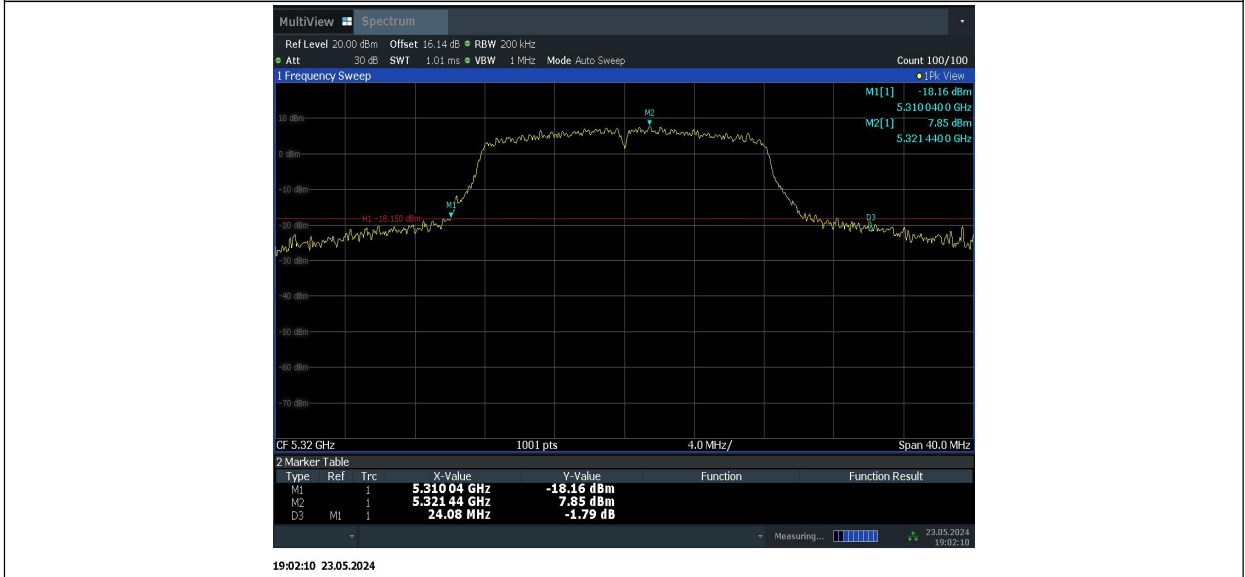 MultiView Spectrum
Ref Level 20.00 dBm Offset 16.14 dB RBW 200 kHz
Att 30 dB SWT 1.01 ms VBW 1 MHz Mode Auto Sweep Count 100/100
1 Frequency Sweep 1Pk View
M1[1] -18.16 dBm
5.310 040 0 GHz
M2[1] 7.85 dBm
5.321 440 0 GHz
M2
10 dBm
0 dBm
-10 dBm
M1
H1 -18.150 dBm
D3
-20 dBm
-30 dBm
-40 dBm
-50 dBm
-60 dBm
-70 dBm
CF 5.32 GHz 1001 pts 4.0 MHz/ Span 40.0 MHz
2 Marker Table
Type Ref Trc X-Value Y-Value Function Function Result
M1 1 5.310 04 GHz -18.16 dBm
M2 1 5.321 44 GHz 7.85 dBm
D3 M1 1 24.08 MHz -1.79 dB
Measuring... 23.05.2024
19:02:10
19:02:10 23.05.2024